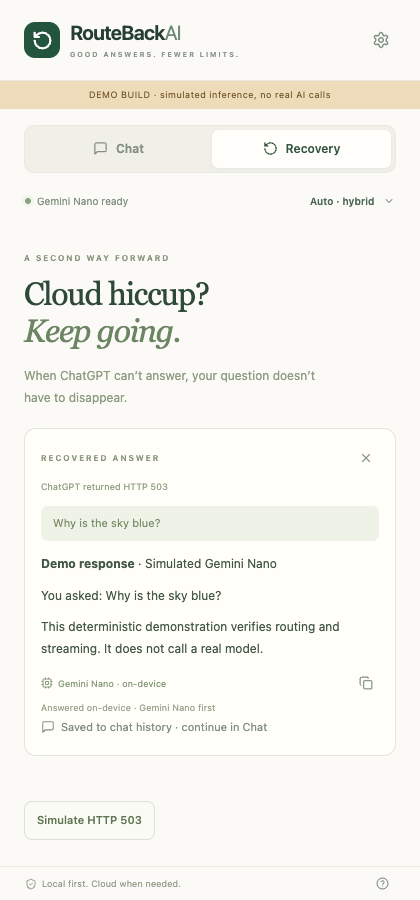 RouteBackAI
GOOD ANSWERS. FEWER LIMITS.
DEMO BUILD · simulated inference, no real AI calls
Chat
Recovery
Gemini Nano ready
Auto · hybrid
A SECOND WAY FORWARD
Cloud hiccup?
Keep going.
When ChatGPT can’t answer, your question doesn’t
have to disappear.
RECOVERED ANSWER
ChatGPT returned HTTP 503
Why is the sky blue?
Demo response · Simulated Gemini Nano
You asked: Why is the sky blue?
This deterministic demonstration verifies routing and
streaming. It does not call a real model.
Gemini Nano · on-device
Answered on-device · Gemini Nano first
Saved to chat history · continue in Chat
Simulate HTTP 503
Local first. Cloud when needed.